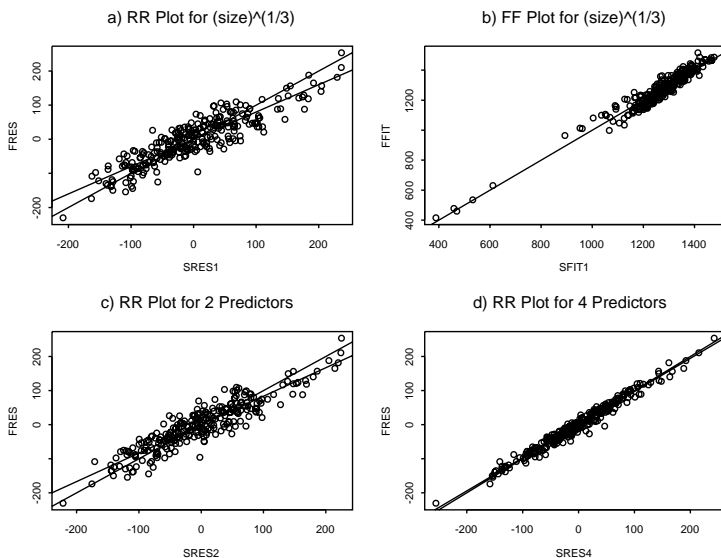 a) RR Plot for (size)^(1/3)
FRES
200
0
-200
-200 -100 0 100 200
SRES1
b) FF Plot for (size)^(1/3)
FFIT
1400
1000
800
600
400
400 600 800 1000 1200 1400
SFIT1
c) RR Plot for 2 Predictors
FRES
200
100
0
-200
-200 -100 0 100 200
SRES2
d) RR Plot for 4 Predictors
FRES
200
100
0
-200
-200 -100 0 100 200
SRES4